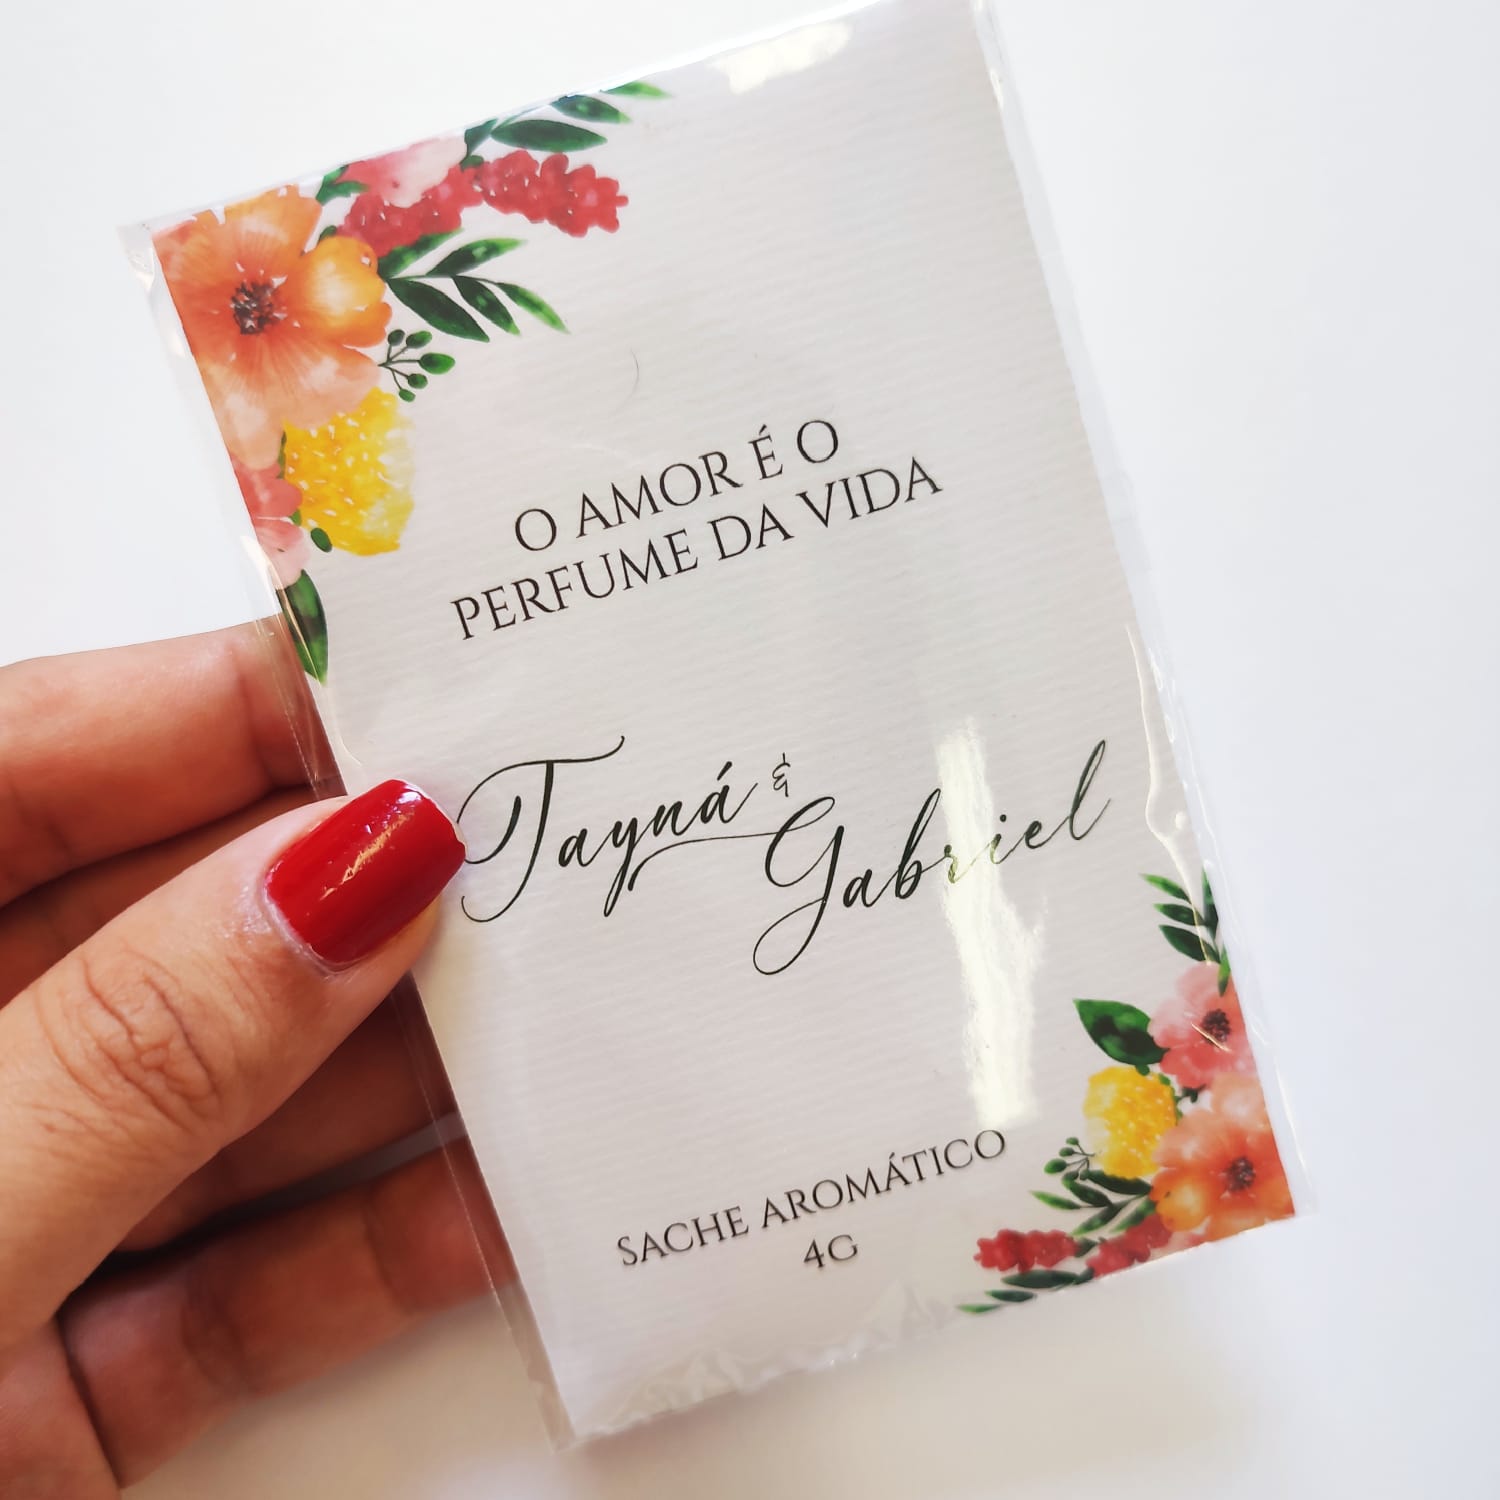 O AMOR É O
PERFUME DA VIDA
Tayná &
Gabriel
SACHE AROMÁTICO
4G